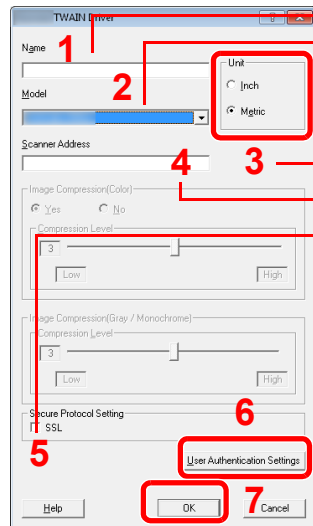 TWAIN Driver
?
Name
1
Unit
Inch
2
Model
Metric
Scanner Address
4
3
Image Compression(Color)
Yes No
Compression Level
3
Low High
Image Compression(Gray / Monochrome)
Compression Level
3
Low High
6
Secure Protocol Setting
SSL
5
User Authentication Settings
7
Help OK Cancel